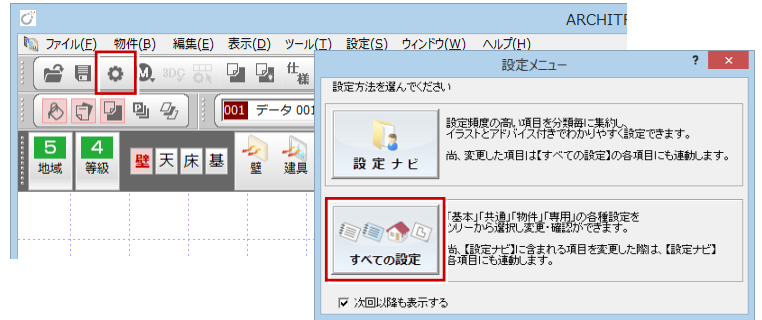 ARCHITR
ファイル(F) 物件(B) 編集(E) 表示(D) ツール(T) 設定(S) ウィンドウ(W) ヘルプ(H)
3DG 仕様
001 データ 001
5 地域 4 等級 壁 天 床 基 壁 建具
設定メニュー ? ×
設定方法を選んでください
設定ナビ
設定頻度の高い項目を分類毎に集約し、
イラストとアドバイス付きでわかりやすく設定できます。
尚、変更した項目は【すべての設定】の各項目にも連動します。
すべての設定
「基本」「共通」「物件」「専用」の各種設定を
ツリーから選択し変更・確認ができます。
尚、【設定ナビ】に含まれる項目を変更した際は、【設定ナビ】
各項目にも連動します。
次回以降も表示する